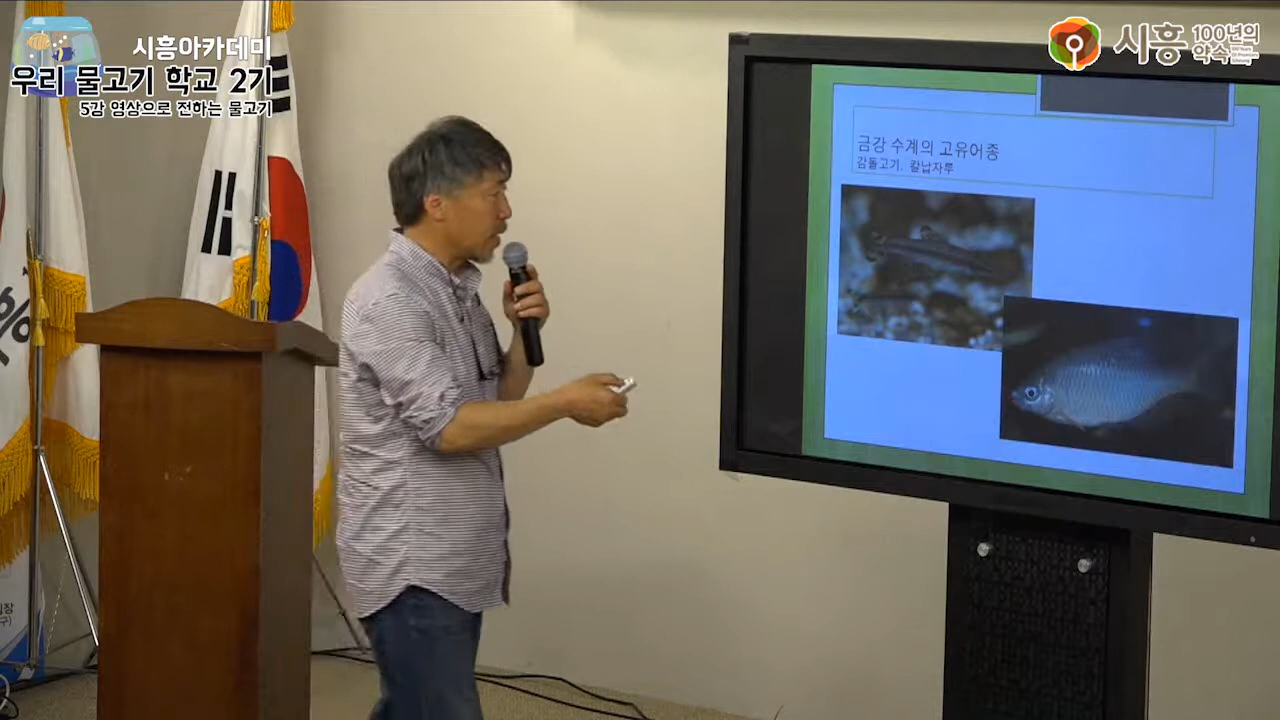 시흥아카데미
우리 물고기 학교 2기
5강 영상으로 전하는 물고기
시흥
100년의
약속
금강 수계의 고유어종
감돌고기. 칼납자루